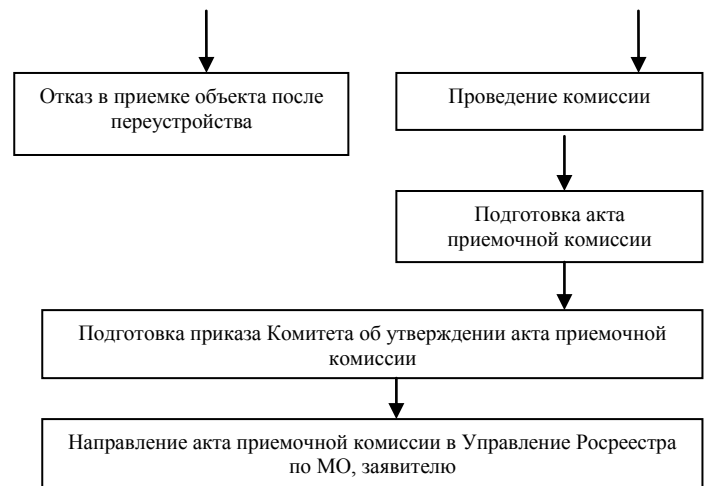 Отказ в приемке объекта после
переустройства
Проведение комиссии
Подготовка акта
приемочной комиссии
Подготовка приказа Комитета об утверждении акта приемочной
комиссии
Направление акта приемочной комиссии в Управление Росреестра
по МО, заявителю